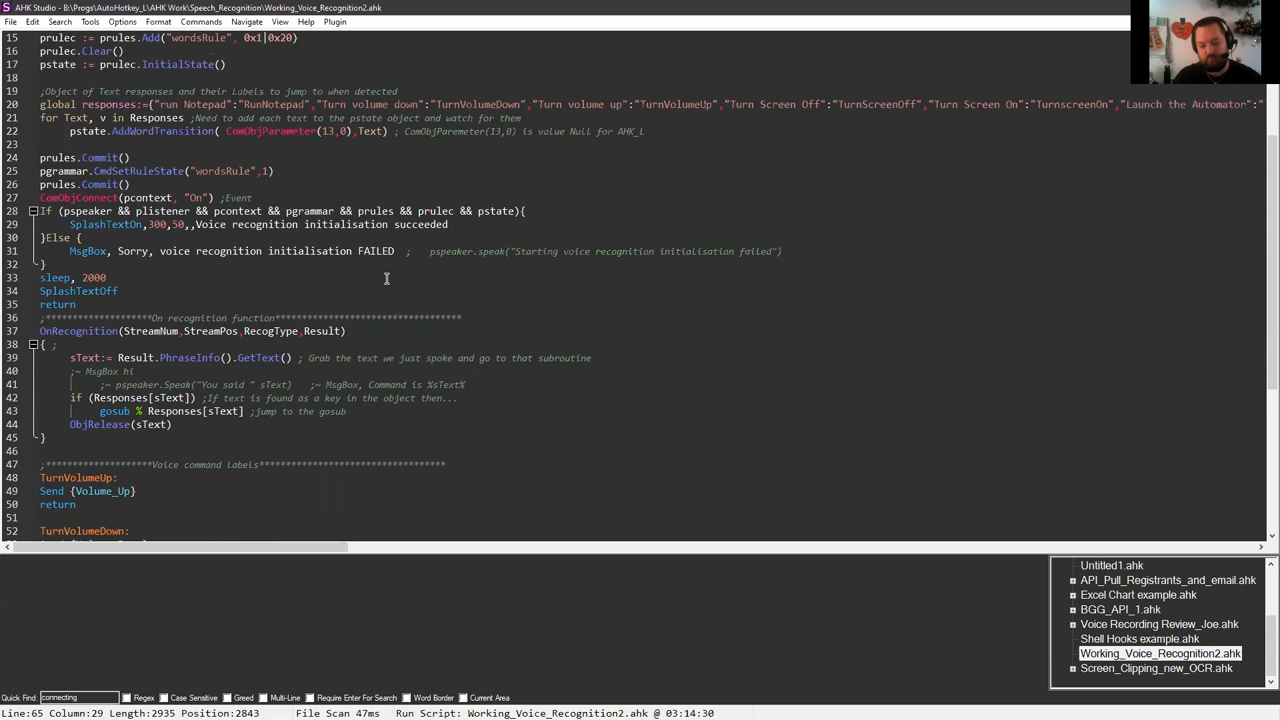 AHK Studio - B:\Progs\AutoHotkey_L\AHK Work\Speech_Recognition\Working_Voice_Recognition2.ahk
File Edit Search Tools Options Format Commands Navigate View Help Plugin
15 prulec := prules.Add("wordsRule", 0x1|0x20)
16 prulec.Clear()
17 pstate := prulec.InitialState()
18
19 ;Object of Text responses and their Labels to jump to when detected
20 global responses:={"run Notepad":"RunNotepad","Turn volume down":"TurnVolumeDown","Turn volume up":"TurnVolumeUp","Turn Screen Off":"TurnScreenOff","Turn Screen On":"TurnscreenOn","Launch the Automator":"
21 for Text, v in Responses ;Need to add each text to the pstate object and watch for them
22 pstate.AddWordTransition( ComObjParameter(13,0),Text) ; ComObjParemeter(13,0) is value Null for AHK_L
23
24 prules.Commit()
25 pgrammar.CmdSetRuleState("wordsRule",1)
26 prules.Commit()
27 ComObjConnect(pcontext, "On") ;Event
28 If (pspeaker && plistener && pcontext && pgrammar && prules && prulec && pstate){
29 SplashTextOn,300,50,,Voice recognition initialisation succeeded
30 }Else {
31 MsgBox, Sorry, voice recognition initialisation FAILED ; pspeaker.speak("Starting voice recognition initialisation failed")
32 }
33 sleep, 2000
34 SplashTextOff
35 return
36 ;********************On recognition function***********************************
37 OnRecognition(StreamNum,StreamPos,RecogType,Result)
38 { ;
39 sText:= Result.PhraseInfo().GetText() ; Grab the text we just spoke and go to that subroutine
40 ;~ MsgBox hi
41 ;~ pspeaker.Speak("You said " sText) ;~ MsgBox, Command is %sText%
42 if (Responses[sText]) ;If text is found as a key in the object then...
43 gosub % Responses[sText] ;jump to the gosub
44 ObjRelease(sText)
45 }
46
47 ;********************Voice command labels***********************************
48 TurnVolumeUp:
49 Send {Volume_Up}
50 return
51
52 TurnVolumeDown:
Untitled1.ahk
API_Pull_Registrants_and_email.ahk
Excel Chart example.ahk
BGG_API_1.ahk
Voice Recording Review_Joe.ahk
Shell Hooks example.ahk
Working_Voice_Recognition2.ahk
Screen_Clipping_new_OCR.ahk
Quick Find: connecting Regex Case Sensitive Greed Multi-Line Require Enter For Search Word Border Current Area
Line:65 Column:29 Length:2935 Position:2843 File Scan 47ms Run Script: Working_Voice_Recognition2.ahk @ 03:14:30